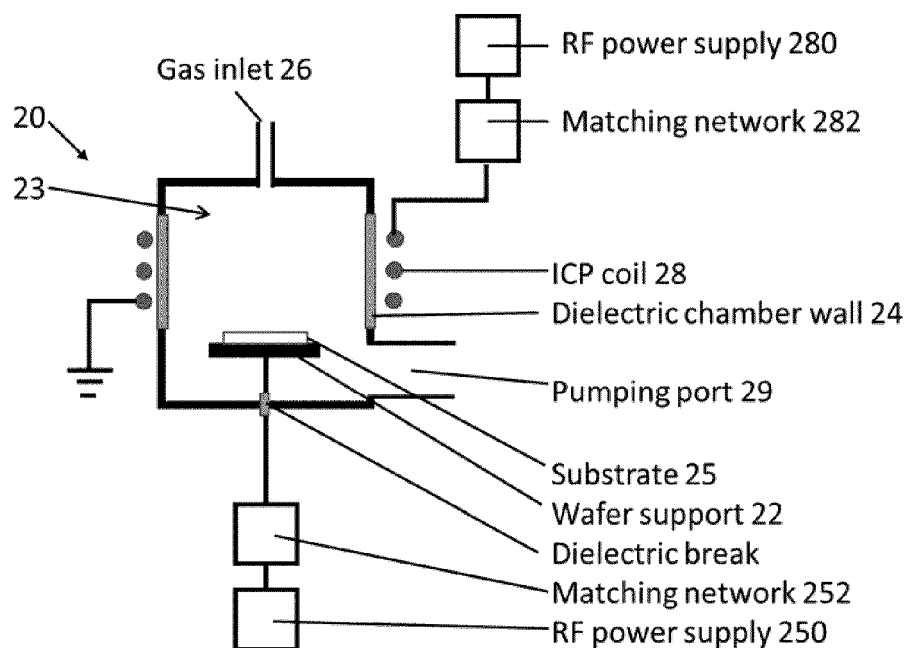 RF power supply 280
Gas inlet 26
20
Matching network 282
23
ICP coil 28
Dielectric chamber wall 24
Pumping port 29
Substrate 25
Wafer support 22
Dielectric break
Matching network 252
RF power supply 250